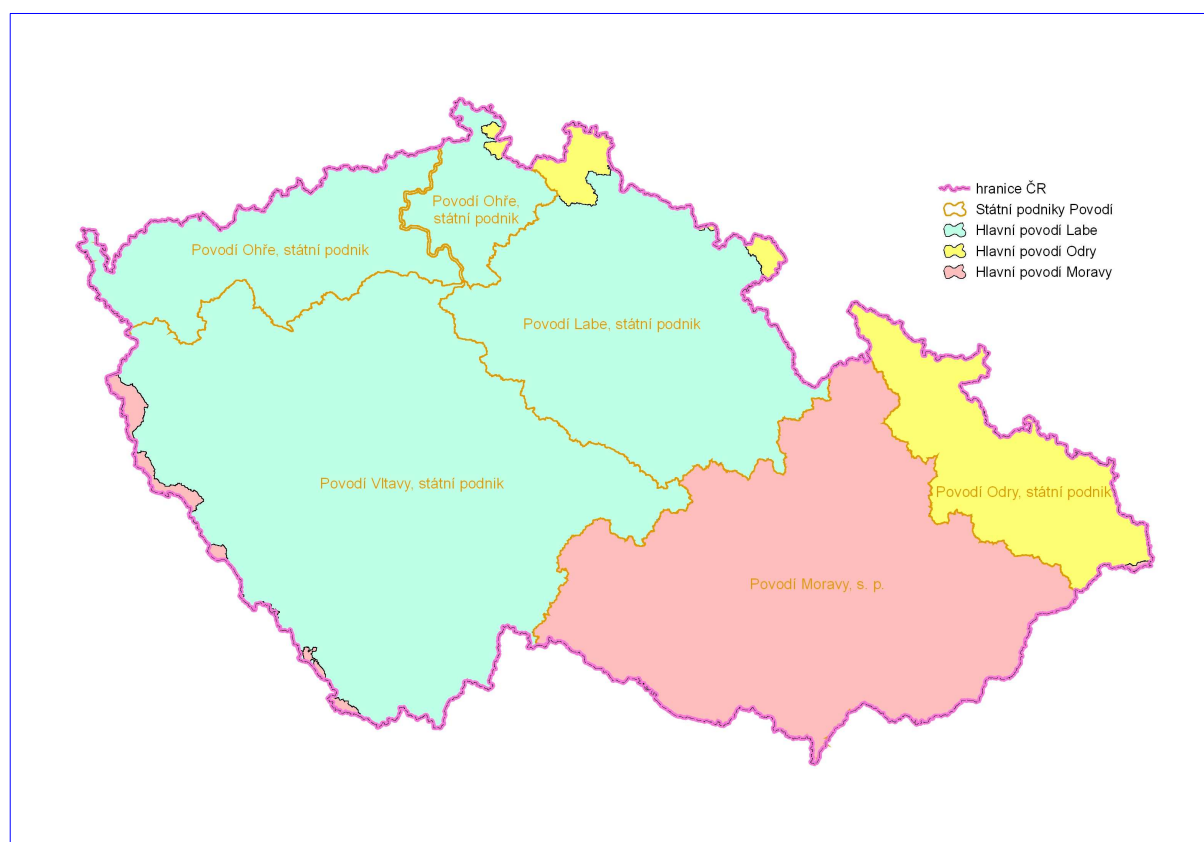 Povodí Ohře,
státní podnik
Povodí Ohře, státní podnik
Povodí Labe, státní podnik
Povodí Vltavy, státní podnik
Povodí Odry, státní podnik
Povodí Moravy, s. p.
hranice ČR
Státní podniky Povodí
Hlavní povodí Labe
Hlavní povodí Odry
Hlavní povodí Moravy